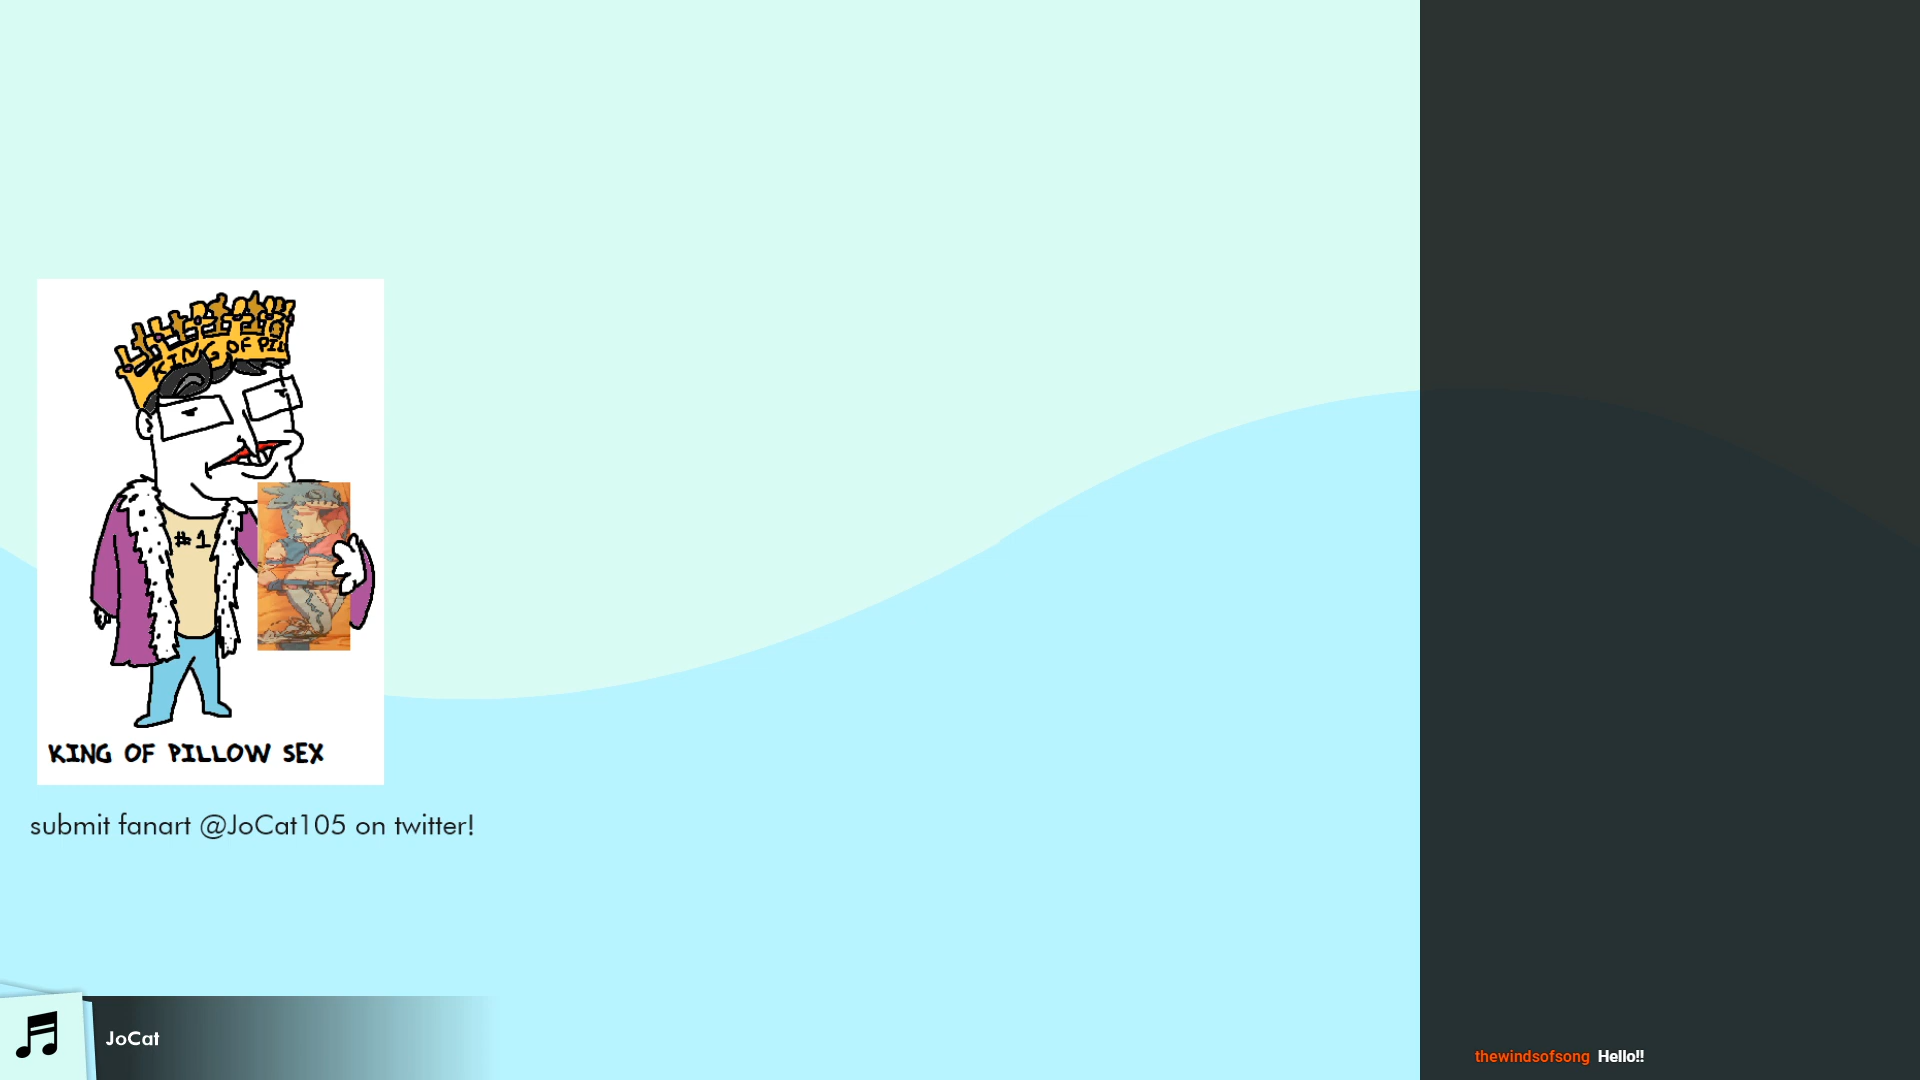 KING OF PIL
#1
KING OF PILLOW SEX
submit fanart @JoCat105 on twitter!
JoCat
thewindsofsong Hello!!